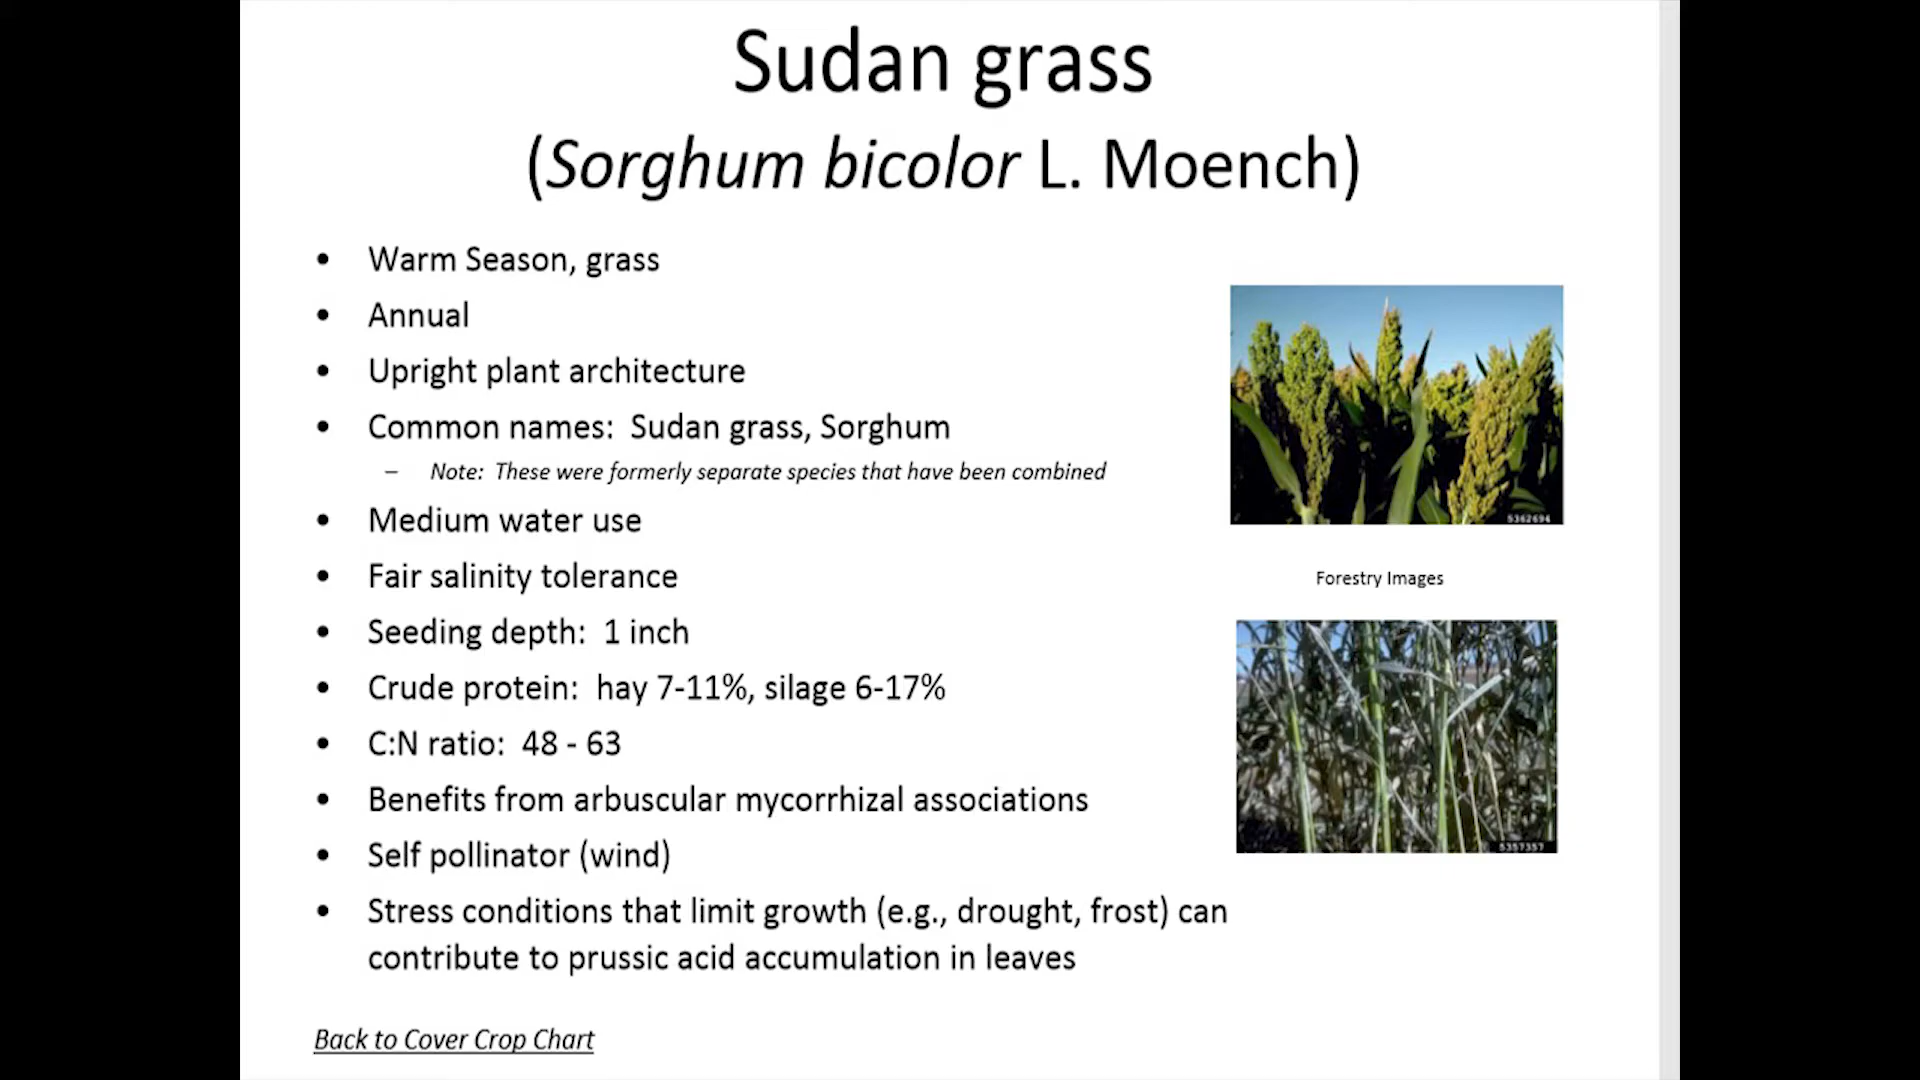 Sudan grass
(Sorghum bicolor L. Moench)
• Warm Season, grass
• Annual
• Upright plant architecture
• Common names: Sudan grass, Sorghum
– Note: These were formerly separate species that have been combined
• Medium water use
• Fair salinity tolerance
• Seeding depth: 1 inch
• Crude protein: hay 7-11%, silage 6-17%
• C:N ratio: 48 - 63
• Benefits from arbuscular mycorrhizal associations
• Self pollinator (wind)
• Stress conditions that limit growth (e.g., drought, frost) can
contribute to prussic acid accumulation in leaves
Back to Cover Crop Chart
5362694
Forestry Images
5357357